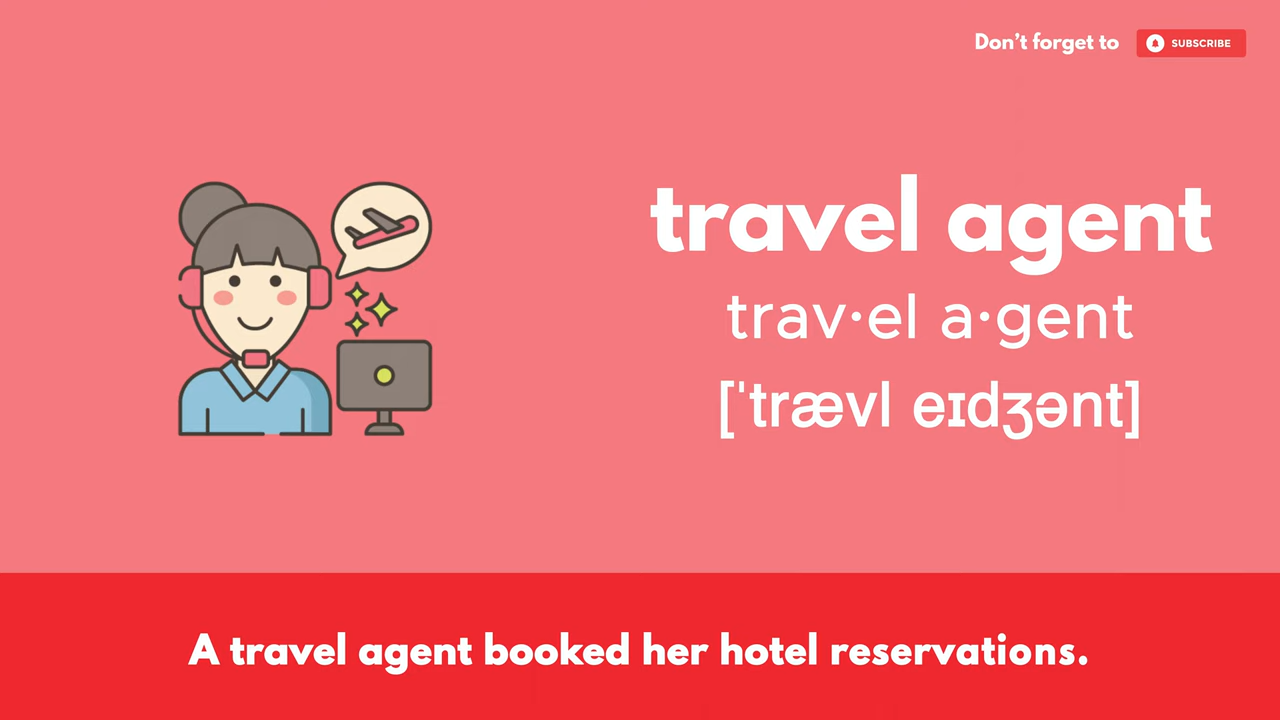 Don't forget to SUBSCRIBE
travel agent
trav·el a·gent
[ˈtrævl eɪdʒənt]
A travel agent booked her hotel reservations.